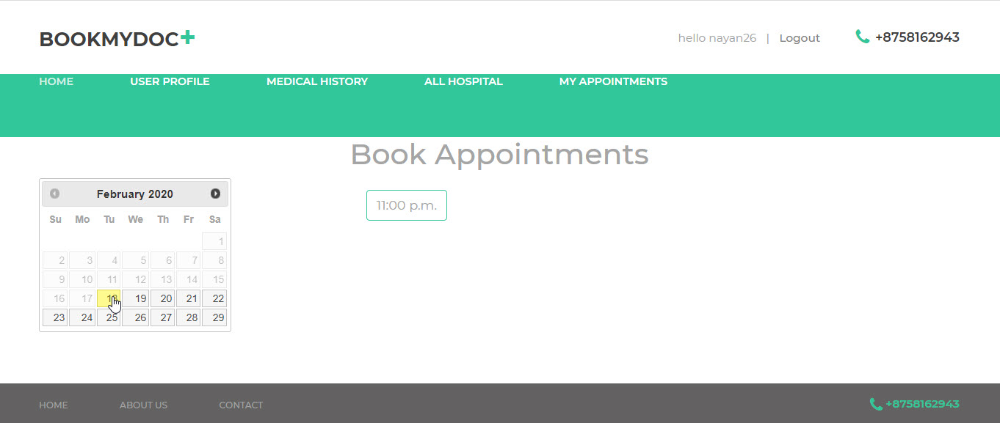 BOOKMYDOC+
hello nayan26 | Logout +8758162943
HOME USER PROFILE MEDICAL HISTORY ALL HOSPITAL MY APPOINTMENTS
Book Appointments
February 2020
Su Mo Tu We Th Fr Sa
1
2 3 4 5 6 7 8
9 10 11 12 13 14 15
16 17 18 19 20 21 22
23 24 25 26 27 28 29
11:00 p.m.
HOME ABOUT US CONTACT +8758162943